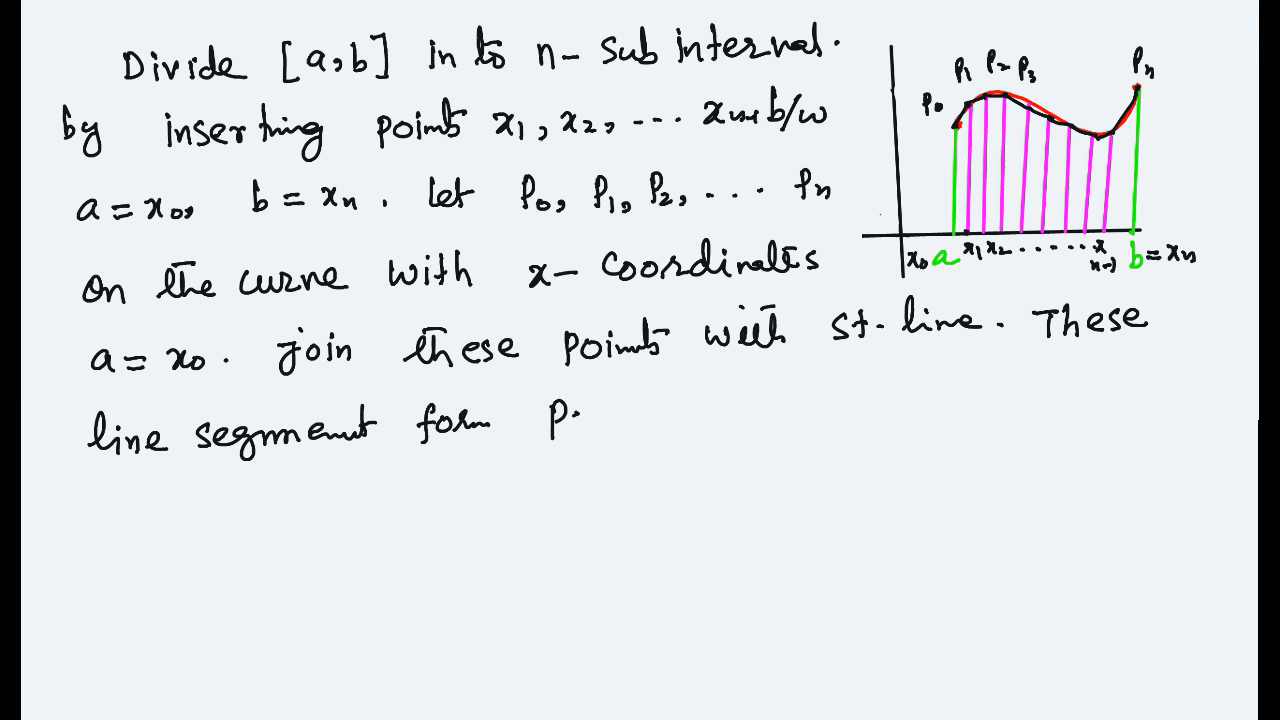 Divide [a,b] in to n- sub interval.
by inserting points x₁, x₂, ... xₙ₋₁ b/w
a = x₀, b = xₙ. Let P₀, P₁, P₂, ... Pₙ
on the curve with x- coordinates
a = x₀. Join these points with st. line. These
line segment form P.
P₀ P₁ P₂ P₃ Pₙ
x₀ a x₁ x₂ ...... xₙ₋₁ b = xₙ